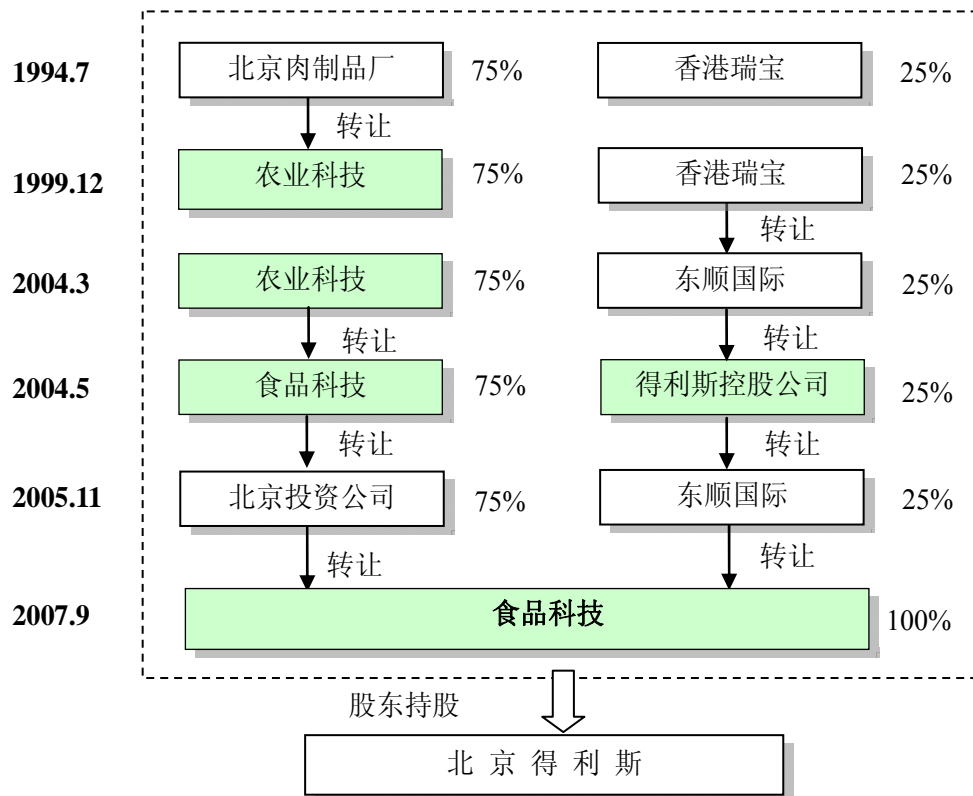 1994.7 北京肉制品厂 75% 香港瑞宝 25%
转让
1999.12 农业科技 75% 香港瑞宝 25%
转让
2004.3 农业科技 75% 东顺国际 25%
转让 转让
2004.5 食品科技 75% 得利斯控股公司 25%
转让 转让
2005.11 北京投资公司 75% 东顺国际 25%
转让 转让
2007.9 食品科技 100%
股东持股
北 京 得 利 斯